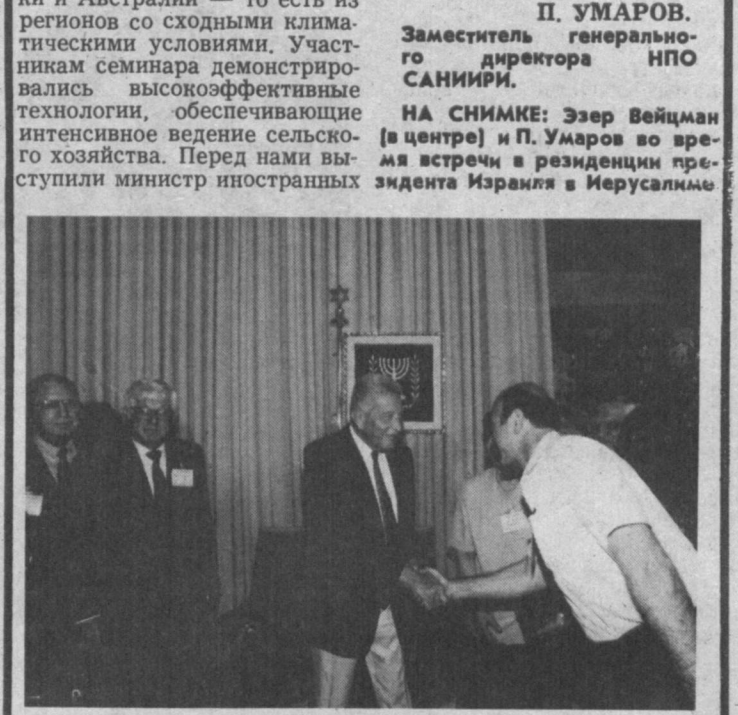 ки и Австралии — то есть из
регионов со сходными клима-
тическими условиями. Участ-
никам семинара демонстриро-
вались высокоэффективные
технологии, обеспечивающие
интенсивное ведение сельско-
го хозяйства. Перед нами вы-
ступили министр иностранных
П. УМАРОВ.
Заместитель генерально-
го директора НПО
САНИИРИ.
НА СНИМКЕ: Эзер Вейцман
(в центре) и П. Умаров во вре-
мя встречи в резиденции пре-
зидента Израиля в Иерусалиме